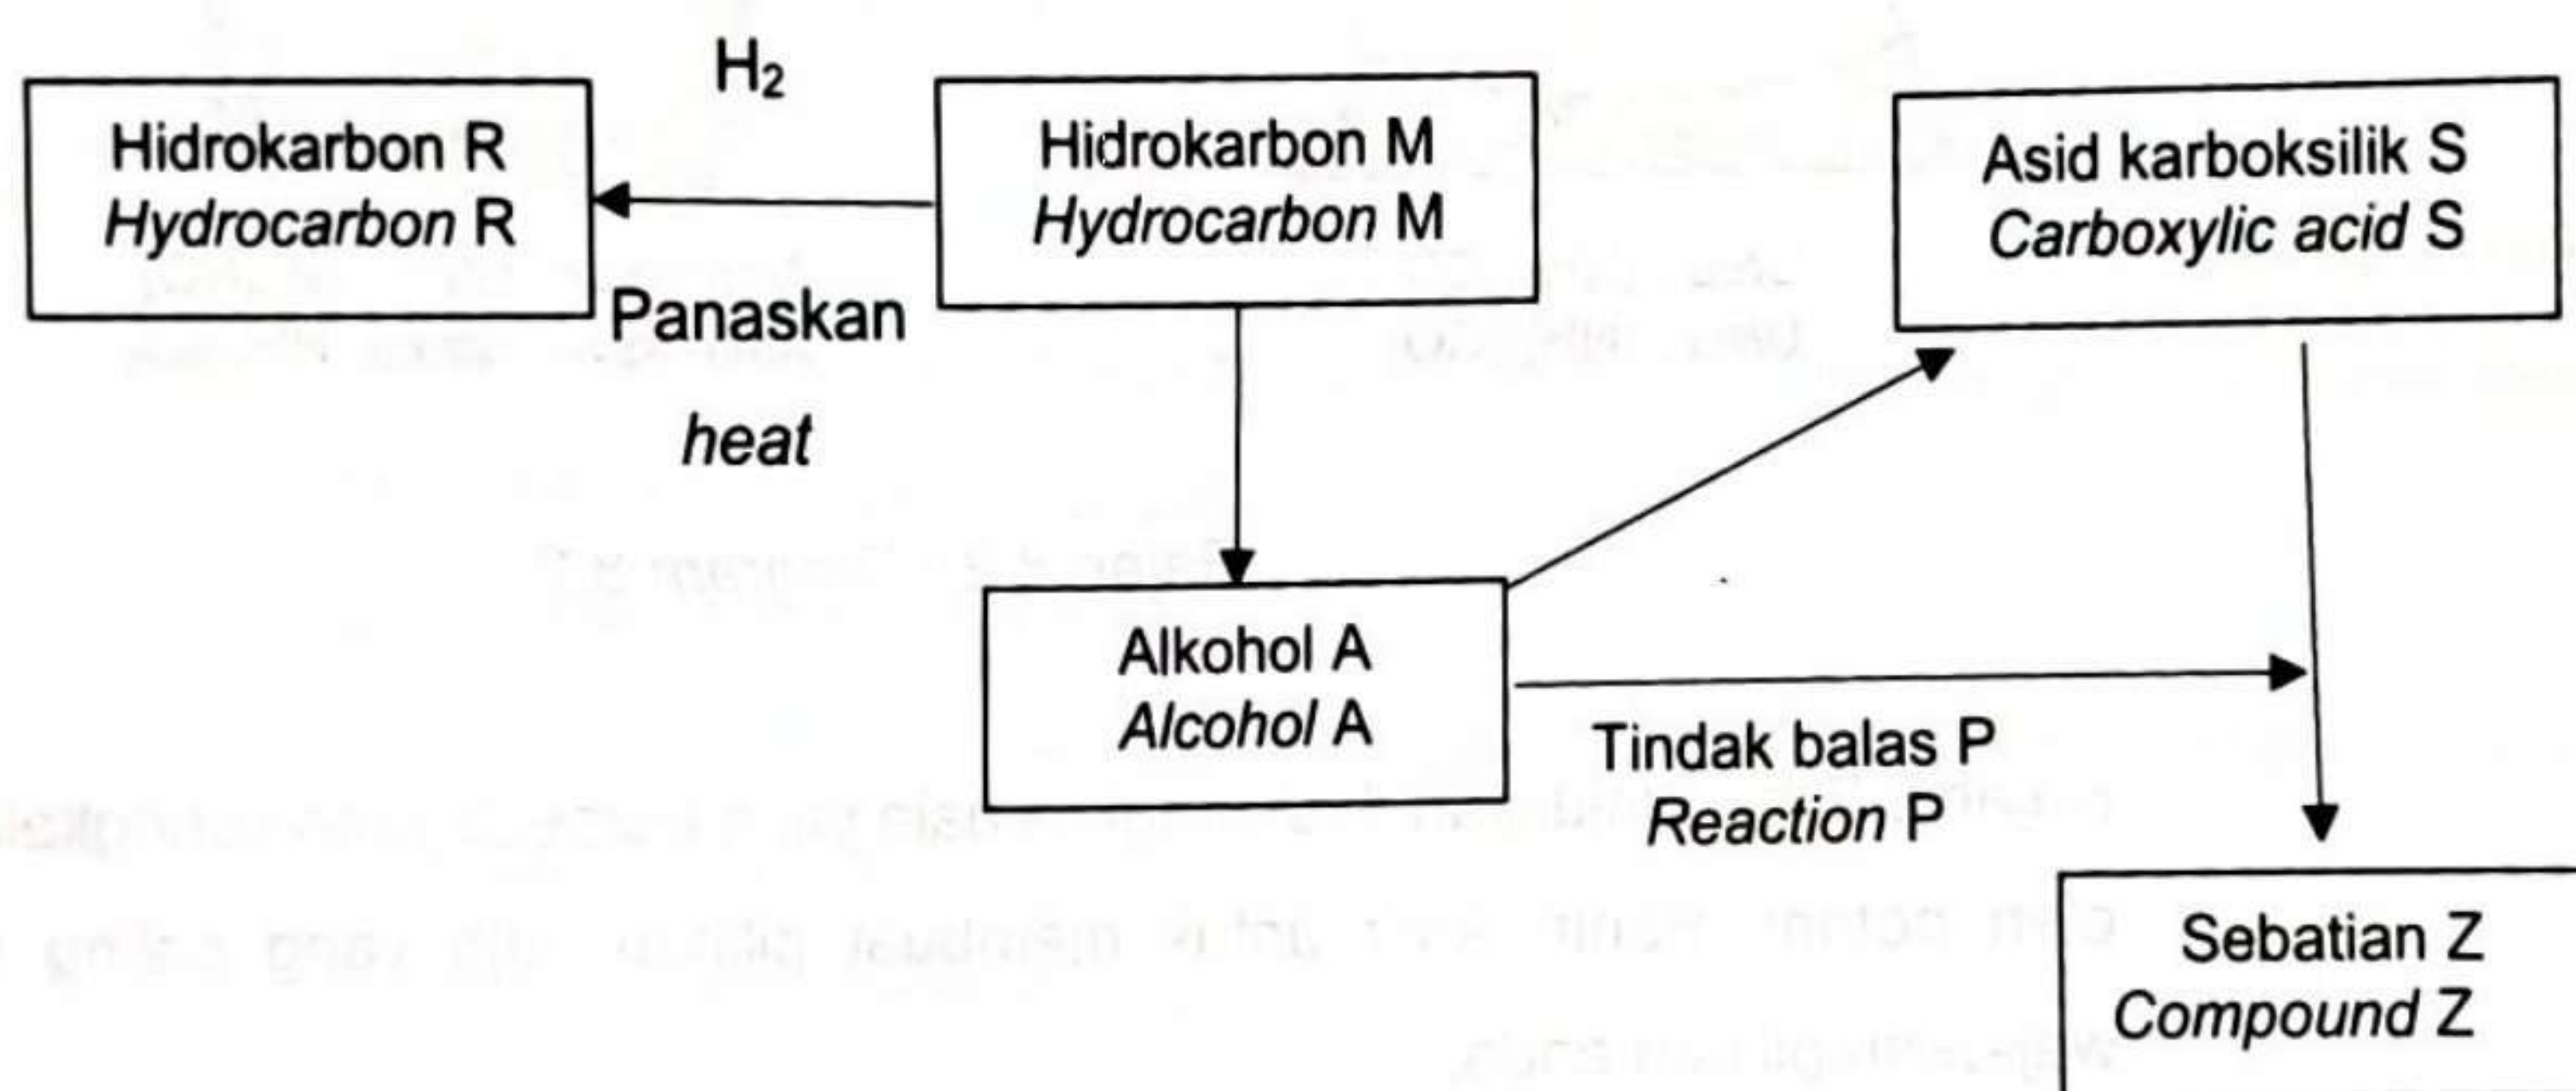 H₂
Hidrokarbon R
Hydrocarbon R
Hidrokarbon M
Hydrocarbon M
Asid karboksilik S
Carboxylic acid S
Panaskan
heat
Alkohol A
Alcohol A
Tindak balas P
Reaction P
Sebatian Z
Compound Z